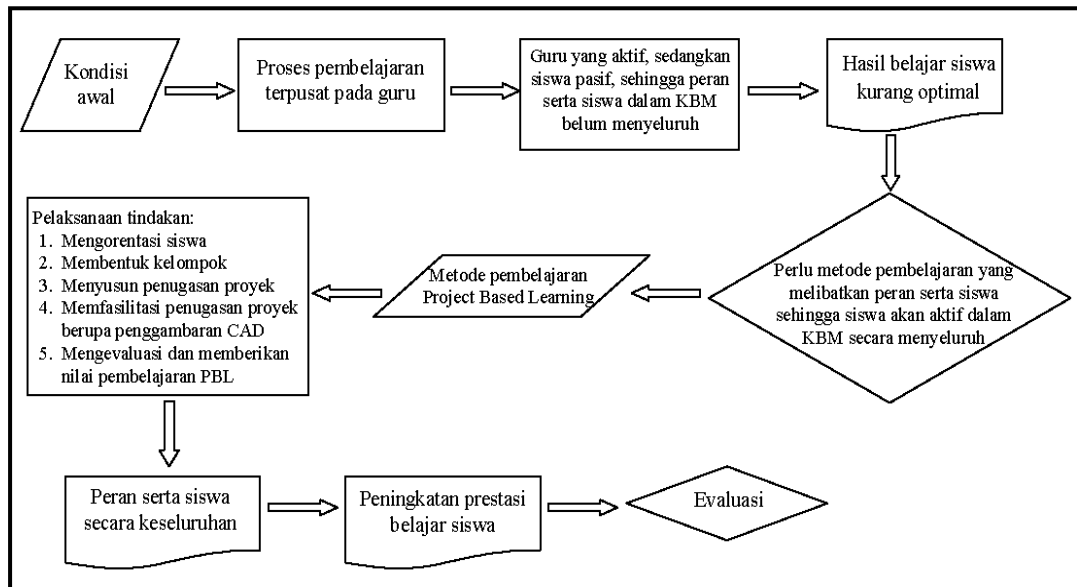 Kondisi
awal
Proses pembelajaran
terpusat pada guru
Guru yang aktif, sedangkan
siswa pasif, sehingga peran
serta siswa dalam KBM
belum menyeluruh
Hasil belajar siswa
kurang optimal
Perlu metode pembelajaran yang
melibatkan peran serta siswa
sehingga siswa akan aktif dalam
KBM secara menyeluruh
Metode pembelajaran
Project Based Learning
Pelaksanaan tindakan:
1. Mengorentasi siswa
2. Membentuk kelompok
3. Menyusun penugasan proyek
4. Memfasilitasi penugasan proyek
berupa penggambaran CAD
5. Mengevaluasi dan memberikan
nilai pembelajaran PBL
Peran serta siswa
secara keseluruhan
Peningkatan prestasi
belajar siswa
Evaluasi